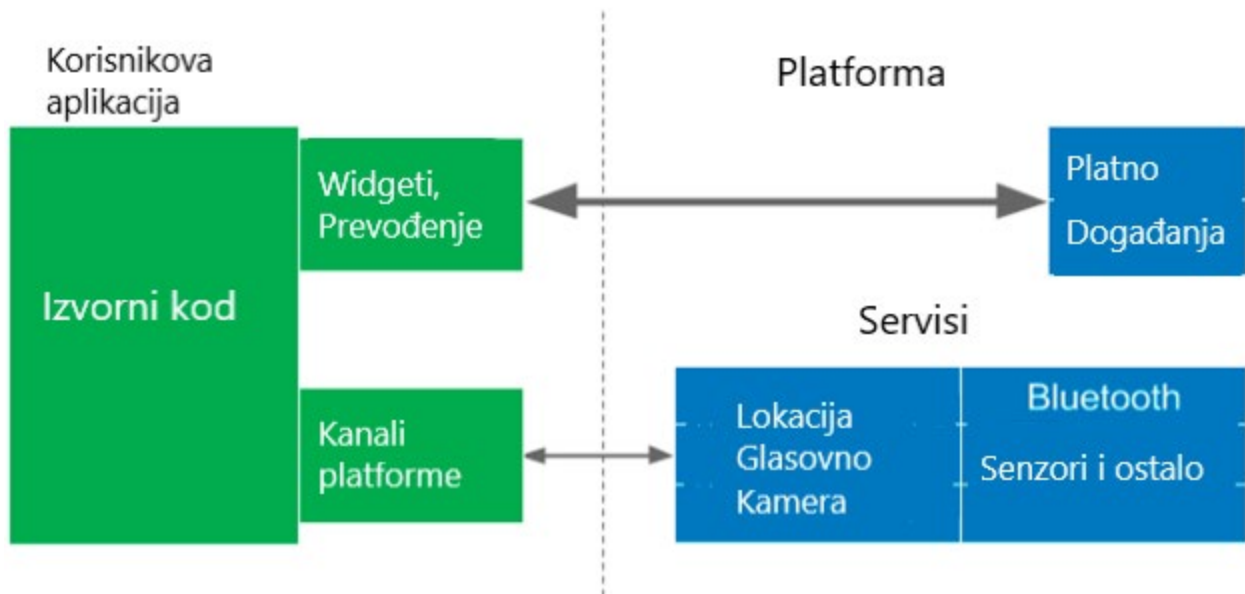 Korisnikova
aplikacija
Platforma
Widgeti,
Prevođenje
Platno
Događanja
Izvorni kod
Servisi
Kanali
platforme
Lokacija
Glasovno
Kamera
Bluetooth
Senzori i ostalo